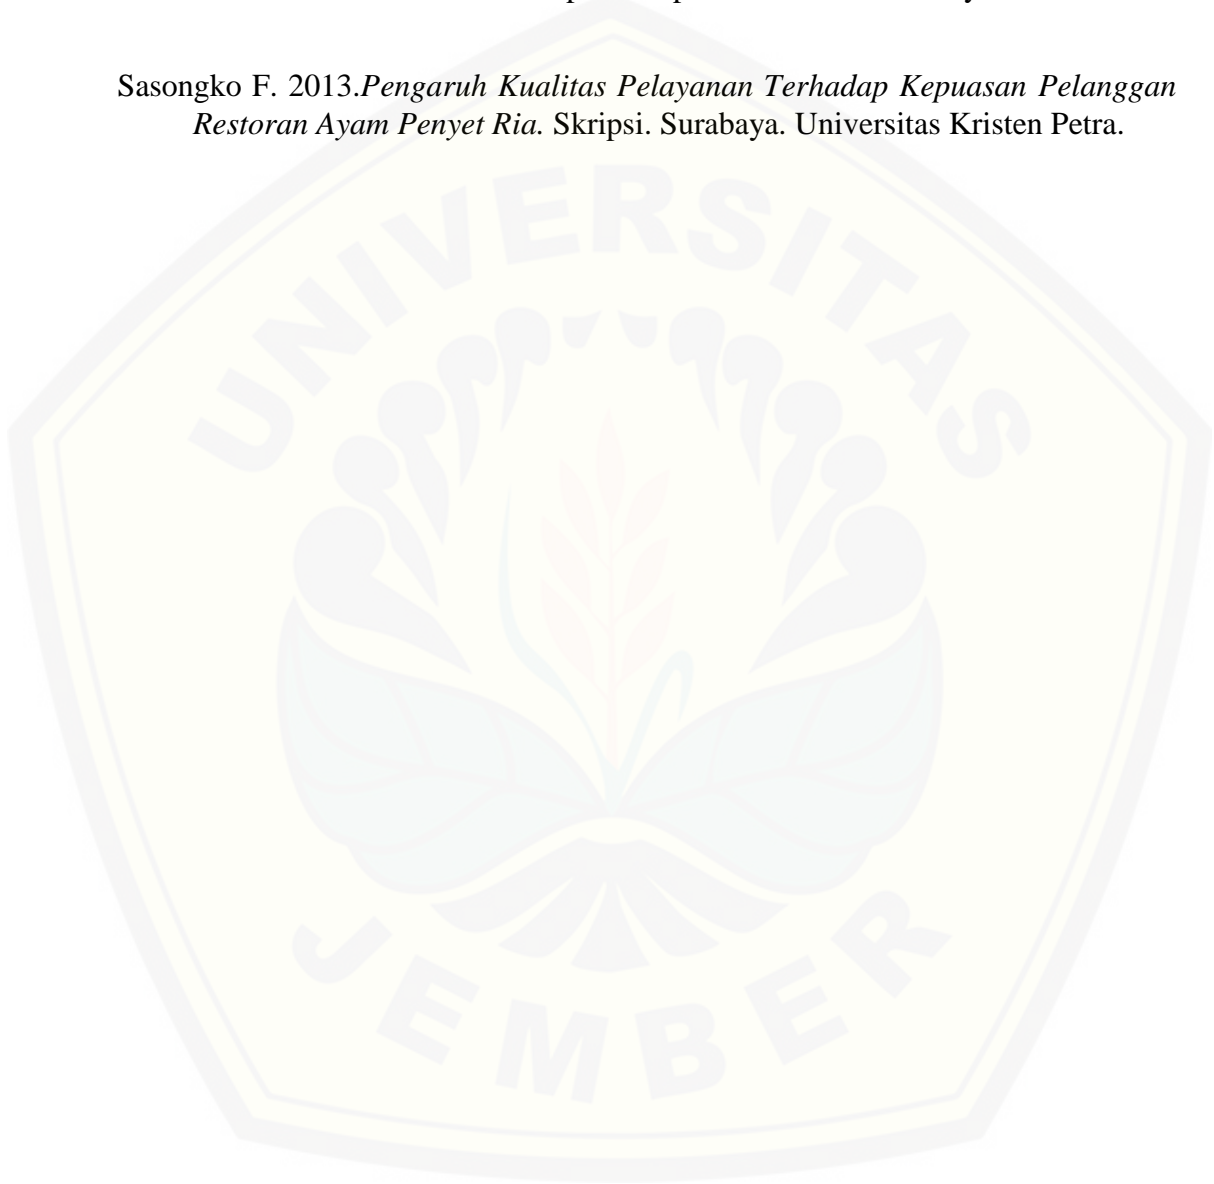 Sasongko F. 2013.Pengaruh Kualitas Pelayanan Terhadap Kepuasan Pelanggan
Restoran Ayam Penyet Ria. Skripsi. Surabaya. Universitas Kristen Petra.
UNIVERSITAS
JEMBER